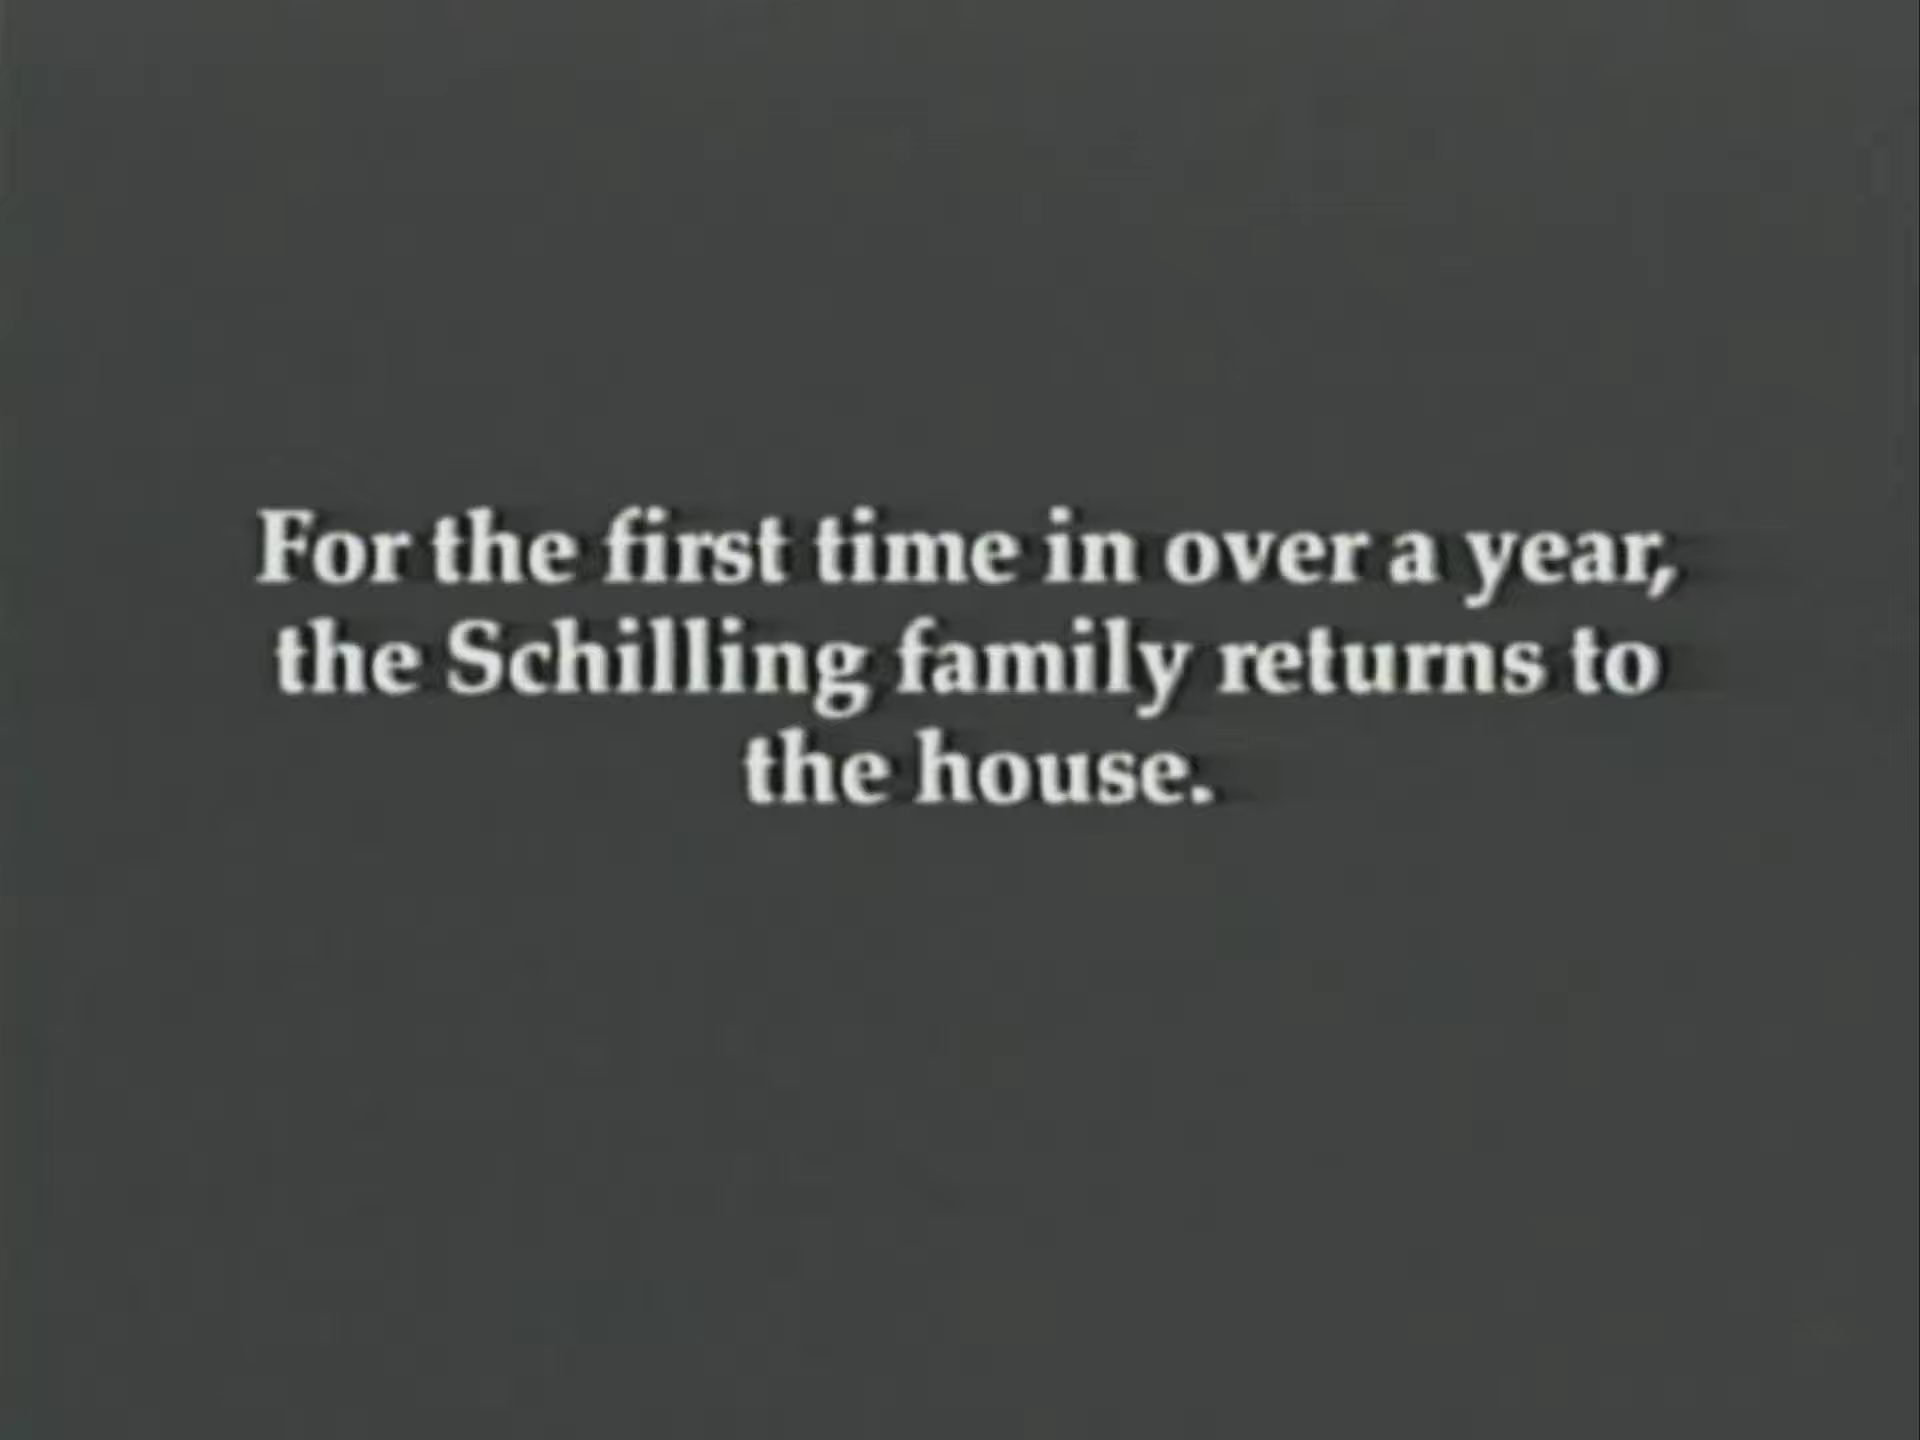 For the first time in over a year,
the Schilling family returns to
the house.